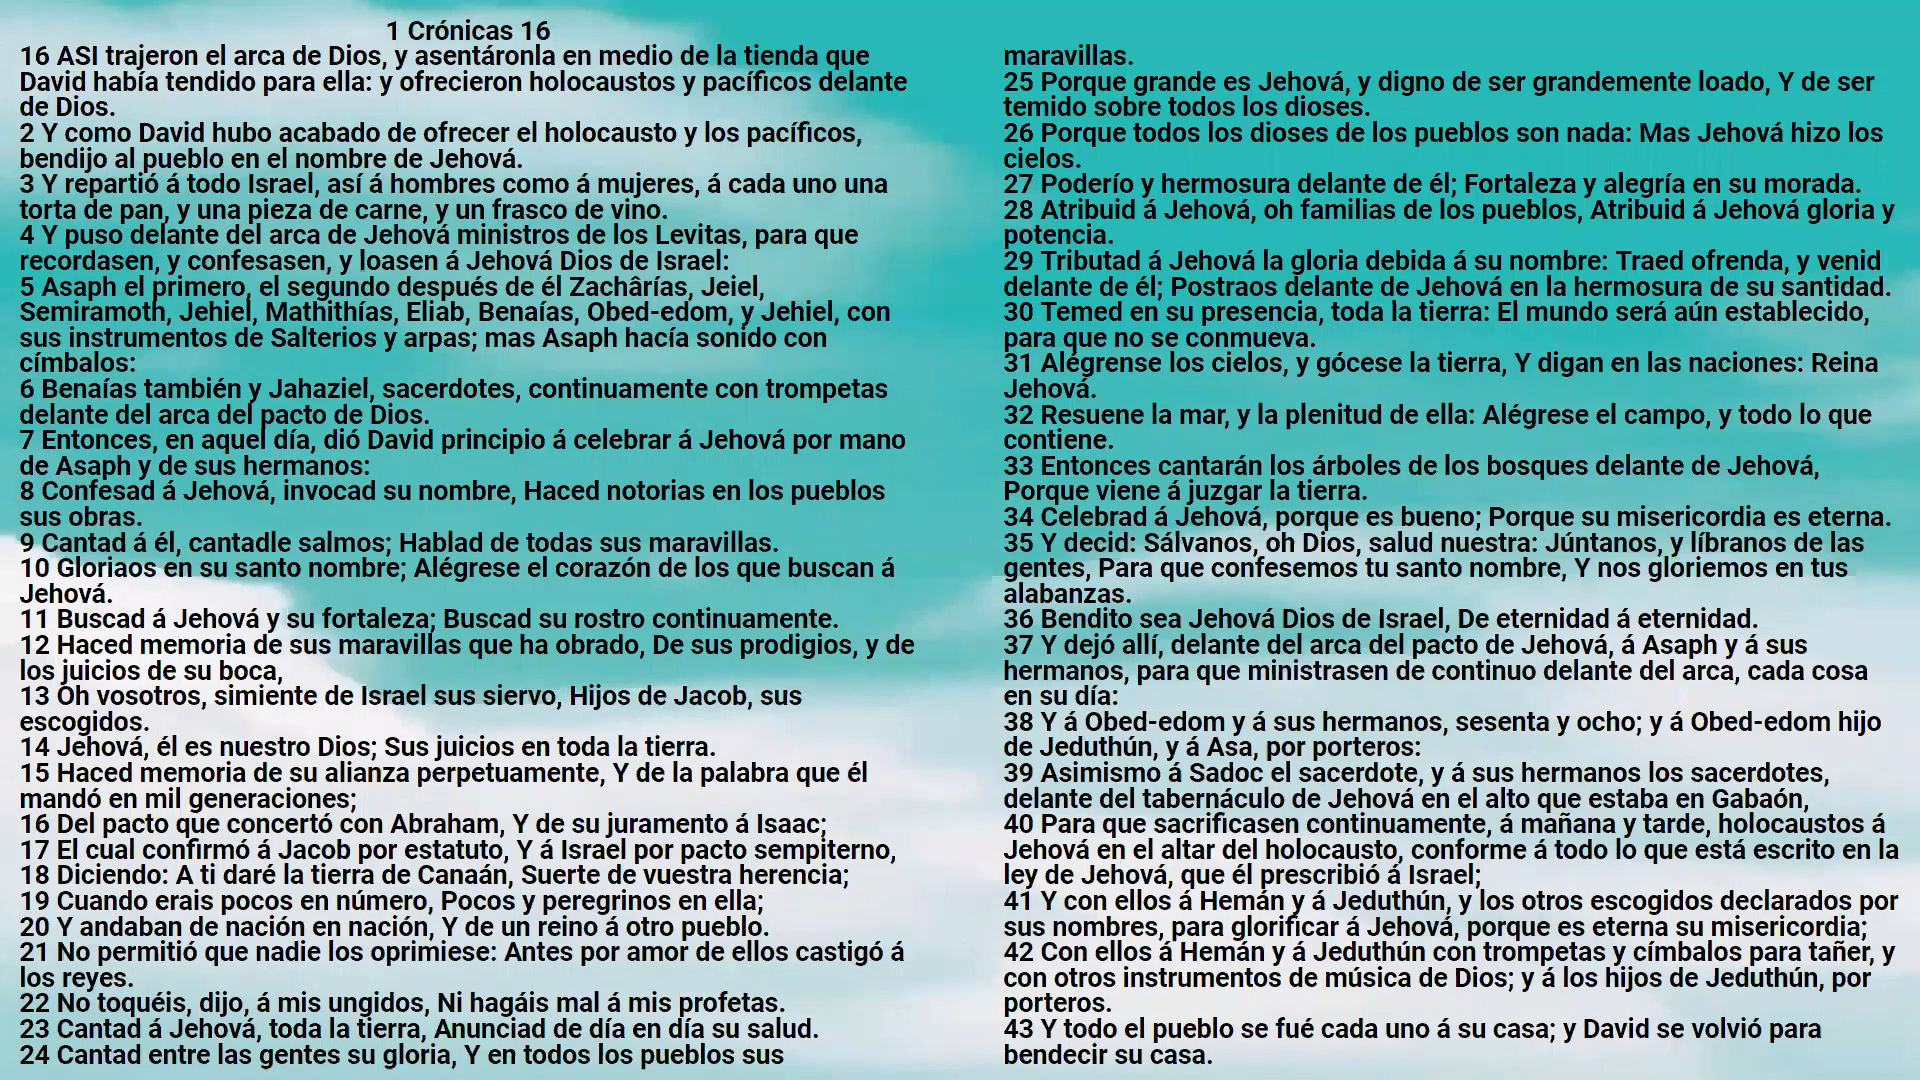 1 Crónicas 16
16 ASI trajeron el arca de Dios, y asentáronla en medio de la tienda que
David había tendido para ella: y ofrecieron holocaustos y pacíficos delante
de Dios.
2 Y como David hubo acabado de ofrecer el holocausto y los pacíficos,
bendijo al pueblo en el nombre de Jehová.
3 Y repartió á todo Israel, así á hombres como á mujeres, á cada uno una
torta de pan, y una pieza de carne, y un frasco de vino.
4 Y puso delante del arca de Jehová ministros de los Levitas, para que
recordasen, y confesasen, y loasen á Jehová Dios de Israel:
5 Asaph el primero, el segundo después de él Zachârías, Jeiel,
Semiramoth, Jehiel, Mathithías, Eliab, Benaías, Obed-edom, y Jehiel, con
sus instrumentos de Salterios y arpas; mas Asaph hacía sonido con
címbalos:
6 Benaías también y Jahaziel, sacerdotes, continuamente con trompetas
delante del arca del pacto de Dios.
7 Entonces, en aquel día, dió David principio á celebrar á Jehová por mano
de Asaph y de sus hermanos:
8 Confesad á Jehová, invocad su nombre, Haced notorias en los pueblos
sus obras.
9 Cantad á él, cantadle salmos; Hablad de todas sus maravillas.
10 Gloriaos en su santo nombre; Alégrese el corazón de los que buscan á
Jehová.
11 Buscad á Jehová y su fortaleza; Buscad su rostro continuamente.
12 Haced memoria de sus maravillas que ha obrado, De sus prodigios, y de
los juicios de su boca,
13 Oh vosotros, simiente de Israel sus siervo, Hijos de Jacob, sus
escogidos.
14 Jehová, él es nuestro Dios; Sus juicios en toda la tierra.
15 Haced memoria de su alianza perpetuamente, Y de la palabra que él
mandó en mil generaciones;
16 Del pacto que concertó con Abraham, Y de su juramento á Isaac;
17 El cual confirmó á Jacob por estatuto, Y á Israel por pacto sempiterno,
18 Diciendo: A ti daré la tierra de Canaán, Suerte de vuestra herencia;
19 Cuando erais pocos en número, Pocos y peregrinos en ella;
20 Y andaban de nación en nación, Y de un reino á otro pueblo.
21 No permitió que nadie los oprimiese: Antes por amor de ellos castigó á
los reyes.
22 No toquéis, dijo, á mis ungidos, Ni hagáis mal á mis profetas.
23 Cantad á Jehová, toda la tierra, Anunciad de día en día su salud.
24 Cantad entre las gentes su gloria, Y en todos los pueblos sus
maravillas.
25 Porque grande es Jehová, y digno de ser grandemente loado, Y de ser
temido sobre todos los dioses.
26 Porque todos los dioses de los pueblos son nada: Mas Jehová hizo los
cielos.
27 Poderío y hermosura delante de él; Fortaleza y alegría en su morada.
28 Atribuid á Jehová, oh familias de los pueblos, Atribuid á Jehová gloria y
potencia.
29 Tributad á Jehová la gloria debida á su nombre: Traed ofrenda, y venid
delante de él; Postraos delante de Jehová en la hermosura de su santidad.
30 Temed en su presencia, toda la tierra: El mundo será aún establecido,
para que no se conmueva.
31 Alégrense los cielos, y gócese la tierra, Y digan en las naciones: Reina
Jehová.
32 Resuene la mar, y la plenitud de ella: Alégrese el campo, y todo lo que
contiene.
33 Entonces cantarán los árboles de los bosques delante de Jehová,
Porque viene á juzgar la tierra.
34 Celebrad á Jehová, porque es bueno; Porque su misericordia es eterna.
35 Y decid: Sálvanos, oh Dios, salud nuestra: Júntanos, y líbranos de las
gentes, Para que confesemos tu santo nombre, Y nos gloriemos en tus
alabanzas.
36 Bendito sea Jehová Dios de Israel, De eternidad á eternidad.
37 Y dejó allí, delante del arca del pacto de Jehová, á Asaph y á sus
hermanos, para que ministrasen de continuo delante del arca, cada cosa
en su día:
38 Y á Obed-edom y á sus hermanos, sesenta y ocho; y á Obed-edom hijo
de Jeduthún, y á Asa, por porteros:
39 Asimismo á Sadoc el sacerdote, y á sus hermanos los sacerdotes,
delante del tabernáculo de Jehová en el alto que estaba en Gabaón,
40 Para que sacrificasen continuamente, á mañana y tarde, holocaustos á
Jehová en el altar del holocausto, conforme á todo lo que está escrito en la
ley de Jehová, que él prescribió á Israel;
41 Y con ellos á Hemán y á Jeduthún, y los otros escogidos declarados por
sus nombres, para glorificar á Jehová, porque es eterna su misericordia;
42 Con ellos á Hemán y á Jeduthún con trompetas y címbalos para tañer, y
con otros instrumentos de música de Dios; y á los hijos de Jeduthún, por
porteros.
43 Y todo el pueblo se fué cada uno á su casa; y David se volvió para
bendecir su casa.